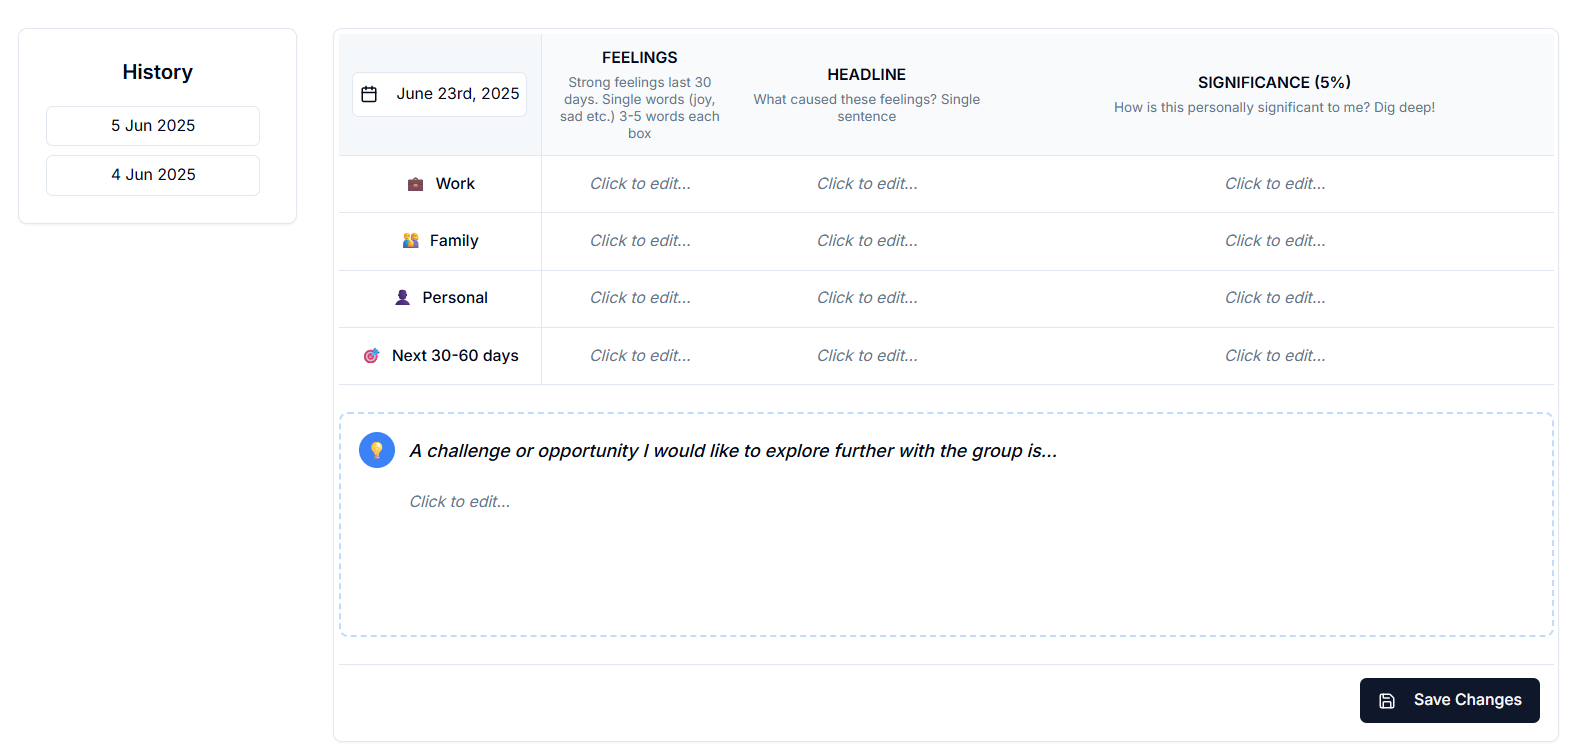 History
5 Jun 2025
4 Jun 2025
June 23rd, 2025
FEELINGS
Strong feelings last 30
days. Single words (joy,
sad etc.) 3-5 words each
box
HEADLINE
What caused these feelings? Single
sentence
SIGNIFICANCE (5%)
How is this personally significant to me? Dig deep!
Work
Click to edit...
Click to edit...
Click to edit...
Family
Click to edit...
Click to edit...
Click to edit...
Personal
Click to edit...
Click to edit...
Click to edit...
Next 30-60 days
Click to edit...
Click to edit...
Click to edit...
A challenge or opportunity I would like to explore further with the group is...
Click to edit...
Save Changes